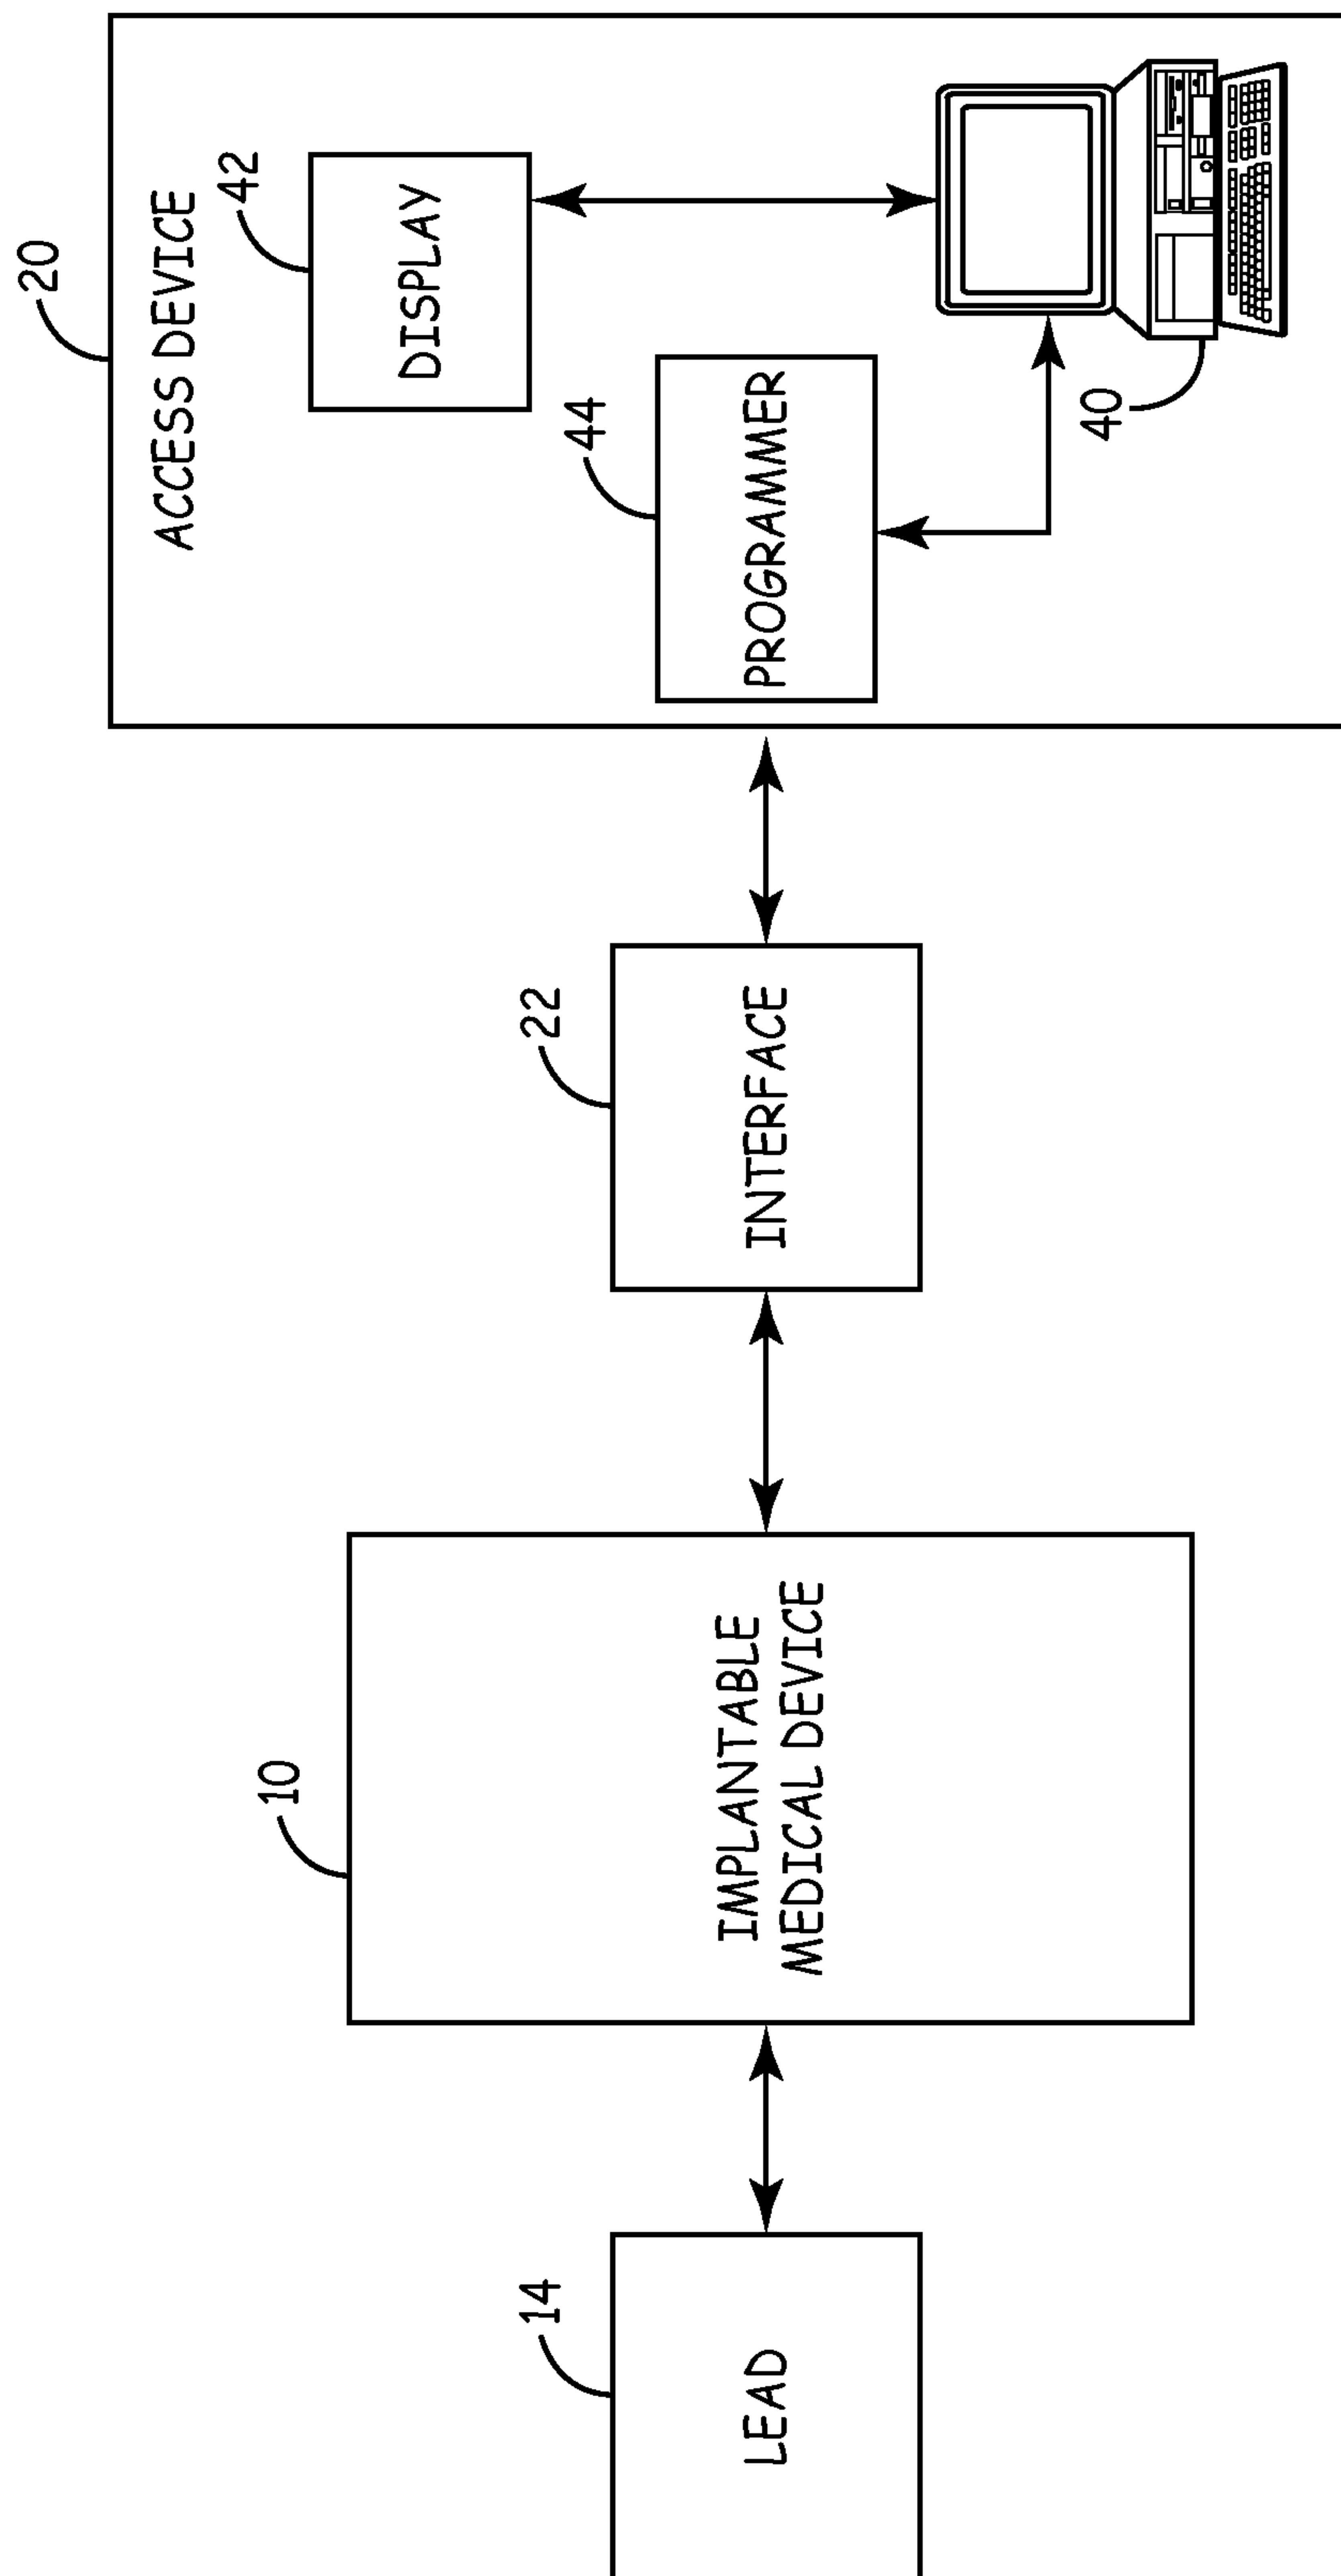 20
ACCESS DEVICE
42
DISPLAY
44
PROGRAMMER
40
22
INTERFACE
10
IMPLANTABLE
MEDICAL DEVICE
14
LEAD